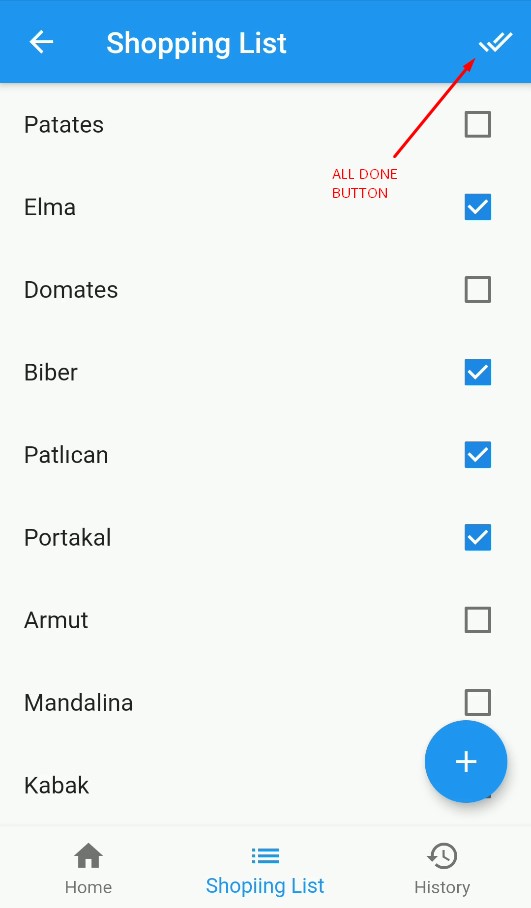 Shopping List
ALL DONE
BUTTON
Patates
Elma
Domates
Biber
Patlıcan
Portakal
Armut
Mandalina
Kabak
Home
Shopiing List
History